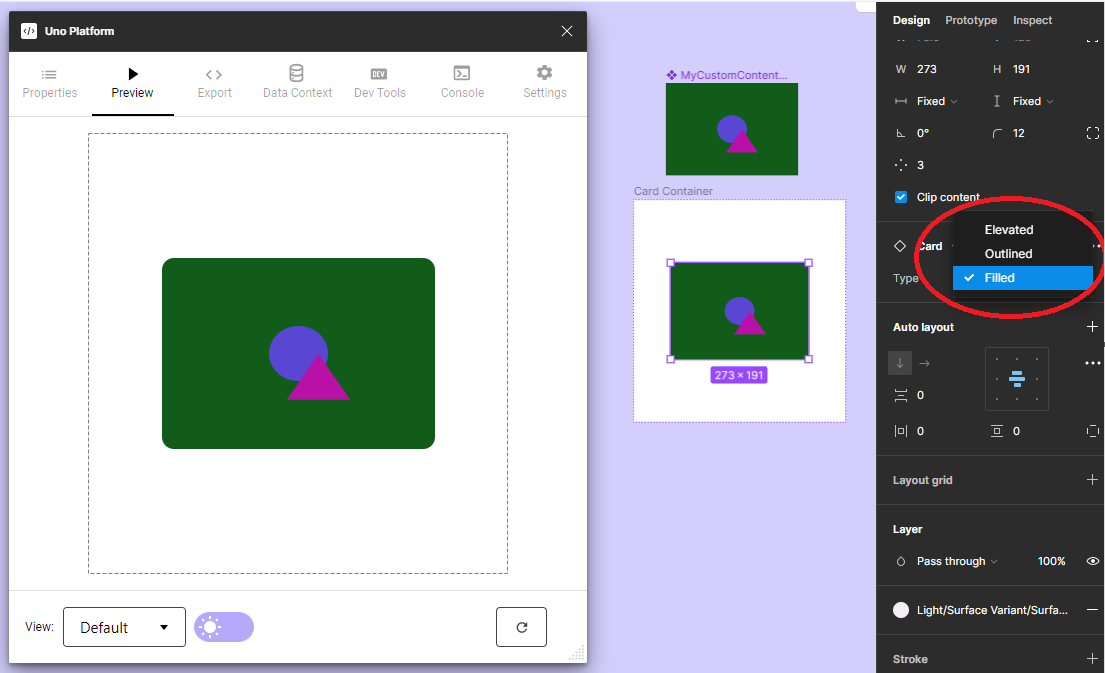 Uno Platform
Properties
Preview
Export
Data Context
DEV
Dev Tools
Console
Settings
View:
Default
MyCustomContent...
Card Container
273 × 191
Design Prototype Inspect
W 273 H 191
Fixed Fixed
0° 12
3
Clip content
Card
Type
Elevated
Outlined
Filled
Auto layout
0
0 0
Layout grid
Layer
Pass through 100%
Light/Surface Variant/Surfa...
Stroke